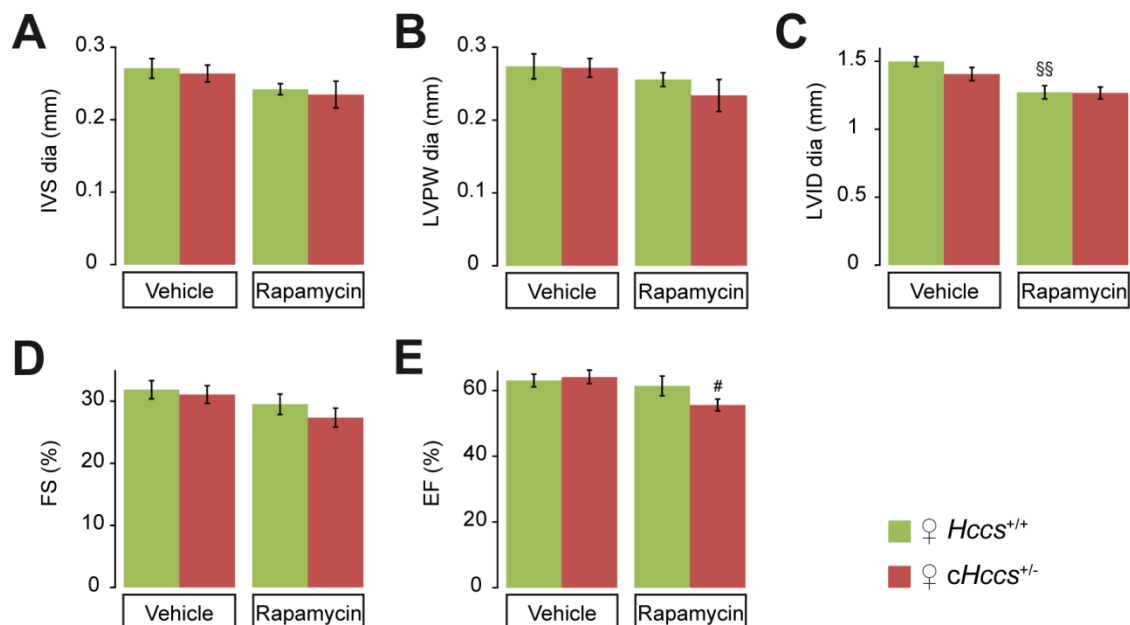 A
IVS dia (mm)
0.3
0.2
0.1
0
Vehicle
Rapamycin
B
LVPW dia (mm)
0.3
0.2
0.1
0
Vehicle
Rapamycin
C
LVID dia (mm)
1.5
1
0.5
0
§§
Vehicle
Rapamycin
D
FS (%)
30
20
10
0
Vehicle
Rapamycin
E
EF (%)
60
40
20
0
#
Vehicle
Rapamycin
♀ Hccs+/+
♀ cHccs+/-